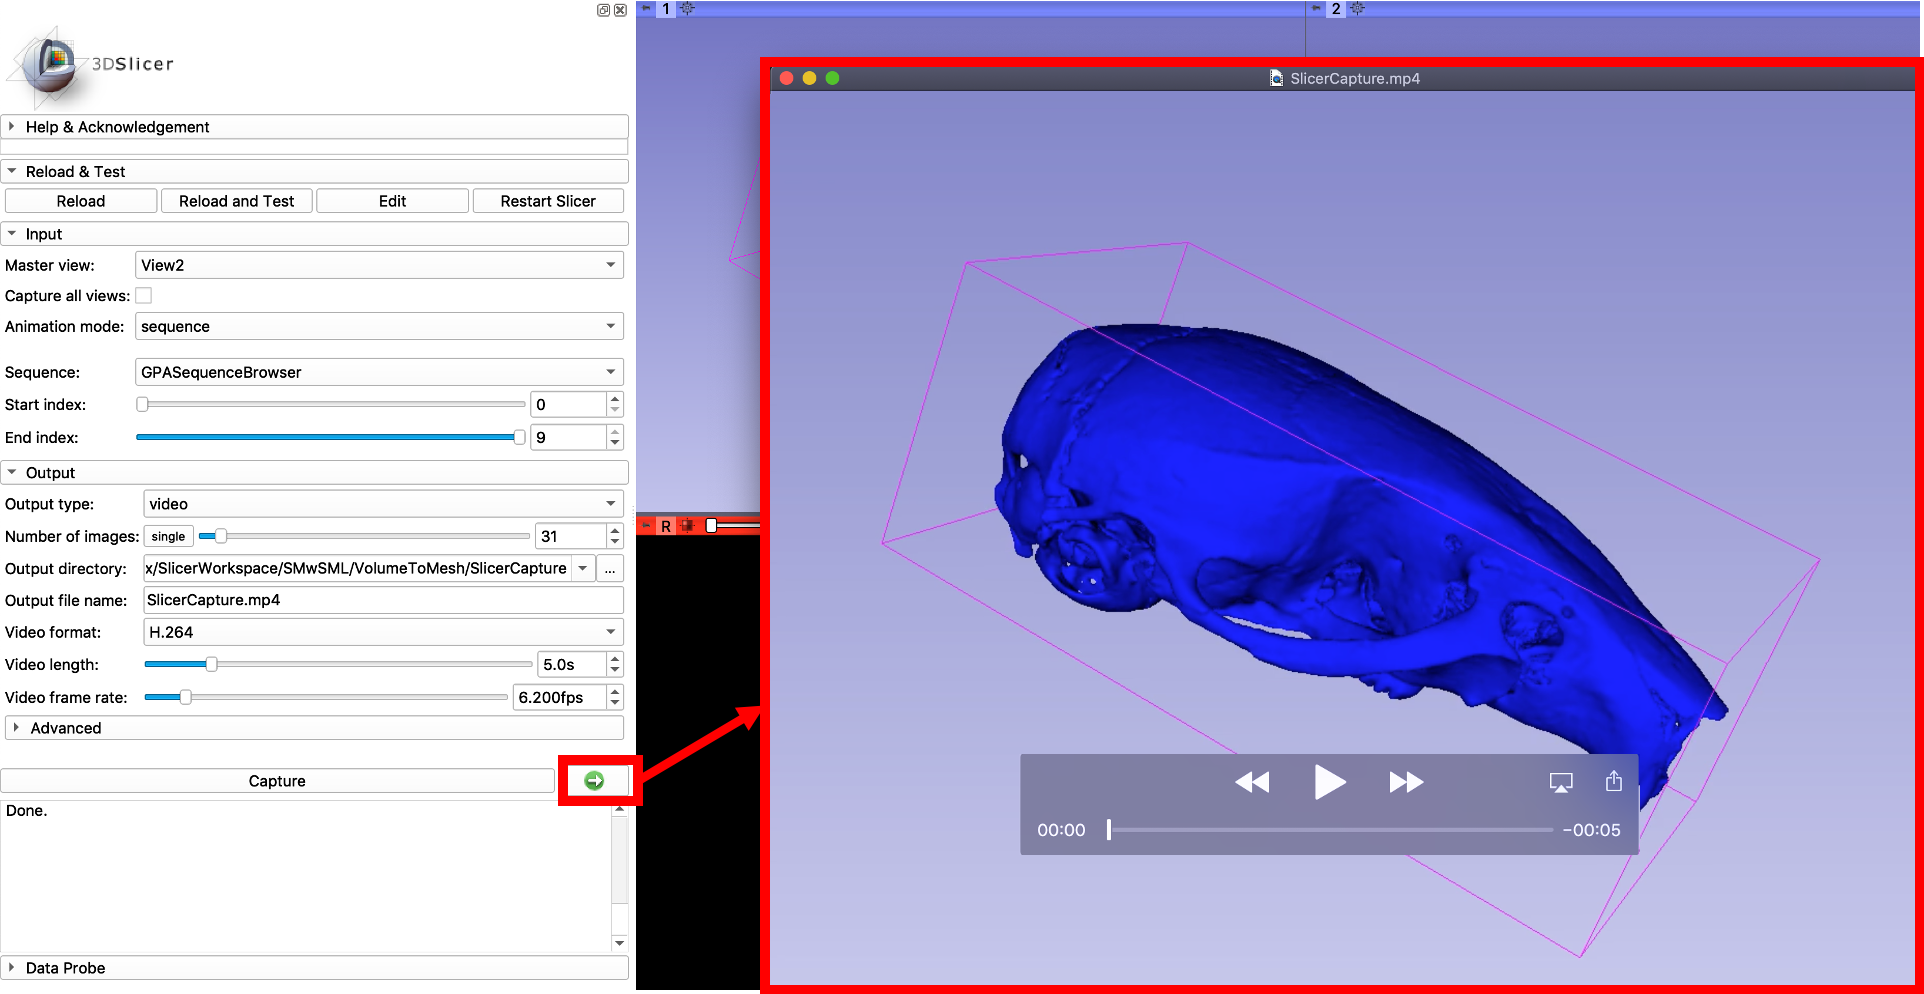 3DSlicer
Help & Acknowledgement
Reload & Test
Reload Reload and Test Edit Restart Slicer
Input
Master view: View2
Capture all views:
Animation mode: sequence
Sequence: GPASequenceBrowser
Start index: 0
End index: 9
Output
Output type: video
Number of images: single 31
Output directory: x/SlicerWorkspace/SMwSML/VolumeToMesh/SlicerCapture ...
Output file name: SlicerCapture.mp4
Video format: H.264
Video length: 5.0s
Video frame rate: 6.200fps
Advanced
Capture
Done.
Data Probe
1
2
R
SlicerCapture.mp4
00:00 -00:05